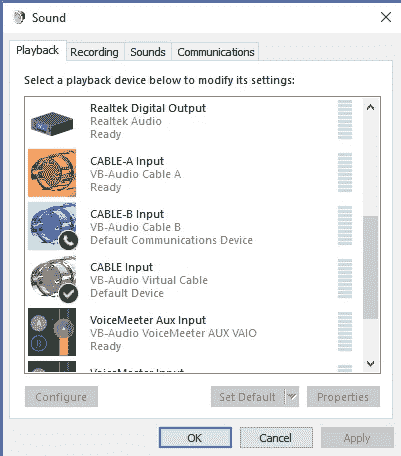 Sound
Playback Recording Sounds Communications
Select a playback device below to modify its settings:
Realtek Digital Output
Realtek Audio
Ready
CABLE-A Input
VB-Audio Cable A
Ready
CABLE-B Input
VB-Audio Cable B
Default Communications Device
CABLE Input
VB-Audio Virtual Cable
Default Device
VoiceMeeter Aux Input
VB-Audio VoiceMeeter AUX VAIO
Ready
VoiceMeeter Input
Configure Set Default Properties
OK Cancel Apply